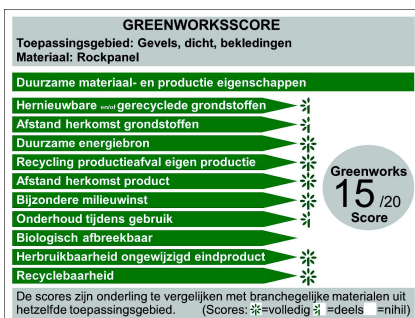 GREENWORKSSCORE
Toepassingsgebied: Gevels, dicht, bekledingen
Materiaal: Rockpanel
Duurzame materiaal- en productie eigenschappen
Hernieuwbare en/of gerecyclede grondstoffen
Afstand herkomst grondstoffen
Duurzame energiebron
Recycling productieafval eigen productie
Afstand herkomst product
Bijzondere milieuwinst
Onderhoud tijdens gebruik
Biologisch afbreekbaar
Herbruikbaarheid ongewijzigd eindproduct
Recyclebaarheid
Greenworks
15 /20
Score
De scores zijn onderling te vergelijken met branchegelijke materialen uit
hetzelfde toepassingsgebied. (Scores: =volledig =deels =nihil)